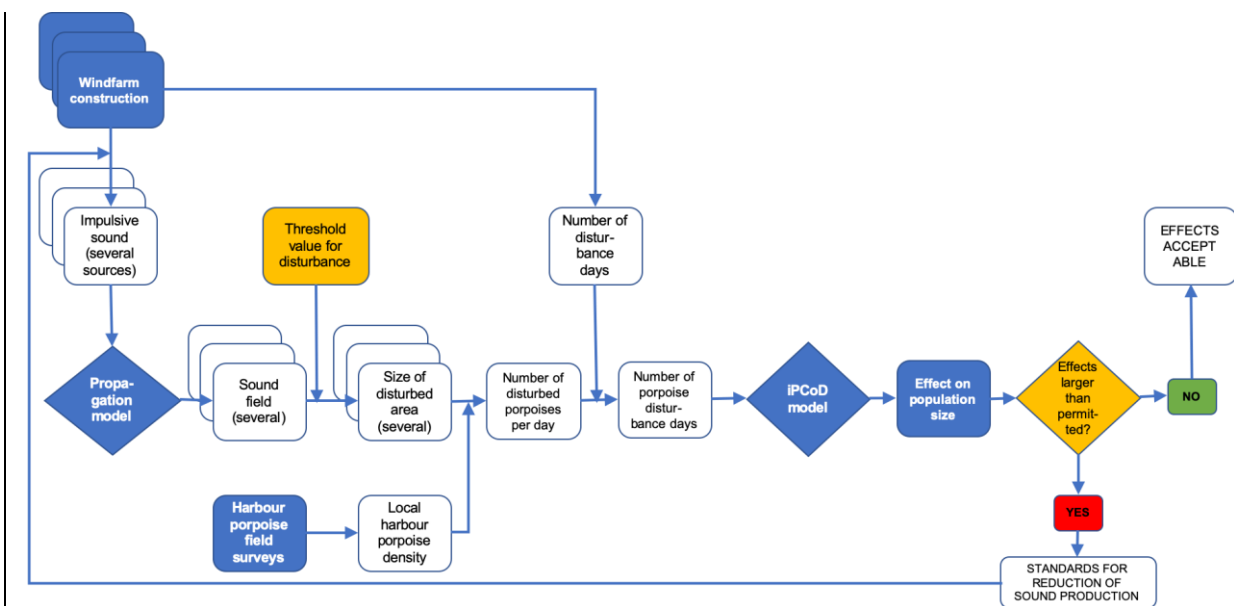 Windfarm
construction
Impulsive
sound
(several
sources)
Threshold
value for
disturbance
Number of
distur-
bance
days
EFFECTS
ACCEPT
ABLE
Propa-
gation
model
Sound
field
(several)
Size of
disturbed
area
(several)
Number of
disturbed
porpoises
per day
Number of
porpoise
distur-
bance days
iPCoD
model
Effect on
population
size
Effects
larger
than
permit-
ted?
NO
Harbour
porpoise
field
surveys
Local
harbour
porpoise
density
YES
STANDARDS FOR
REDUCTION OF
SOUND PRODUCTION